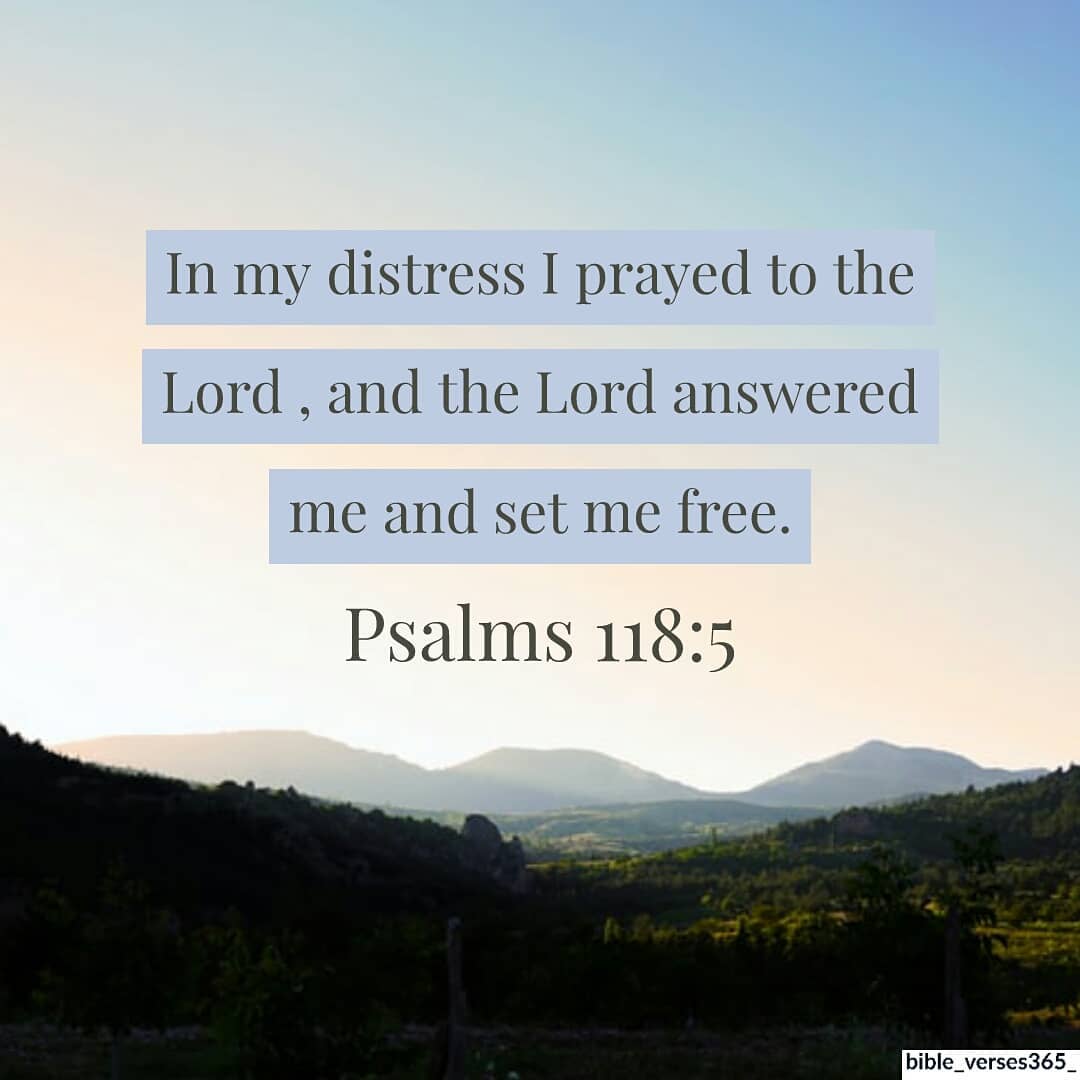 In my distress I prayed to the
Lord , and the Lord answered
me and set me free.
Psalms 118:5
bible_verses365_